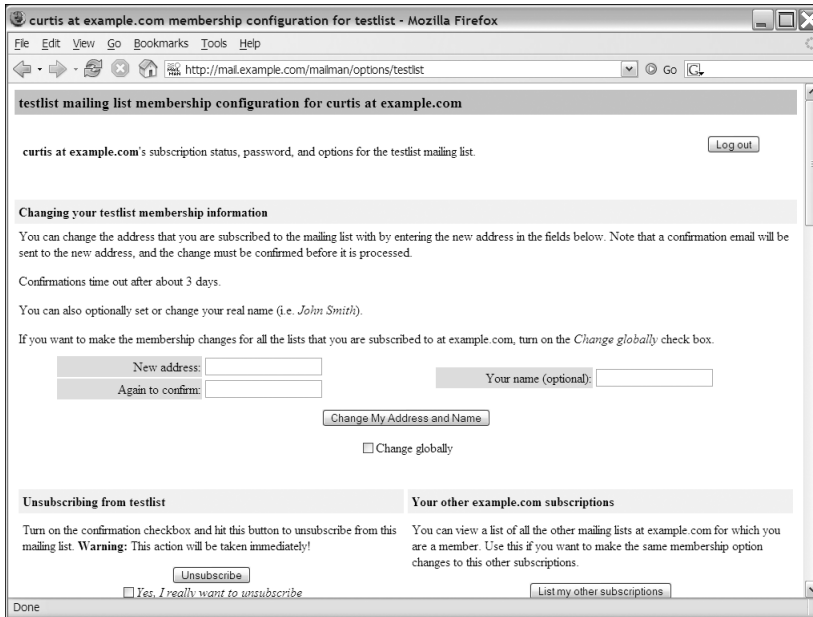 curtis at example.com membership configuration for testlist - Mozilla Firefox
File Edit View Go Bookmarks Tools Help
http://mail.example.com/mailman/options/testlist Go G
testlist mailing list membership configuration for curtis at example.com
curtis at example.com's subscription status, password, and options for the testlist mailing list.
Log out
Changing your testlist membership information
You can change the address that you are subscribed to the mailing list with by entering the new address in the fields below. Note that a confirmation email will be
sent to the new address, and the change must be confirmed before it is processed.
Confirmations time out after about 3 days.
You can also optionally set or change your real name (i.e. John Smith).
If you want to make the membership changes for all the lists that you are subscribed to at example.com, turn on the Change globally check box.
New address:
Again to confirm:
Your name (optional):
Change My Address and Name
Change globally
Unsubscribing from testlist
Turn on the confirmation checkbox and hit this button to unsubscribe from this
mailing list. Warning: This action will be taken immediately!
Unsubscribe
Yes, I really want to unsubscribe
Your other example.com subscriptions
You can view a list of all the other mailing lists at example.com for which you
are a member. Use this if you want to make the same membership option
changes to this other subscriptions.
List my other subscriptions
Done